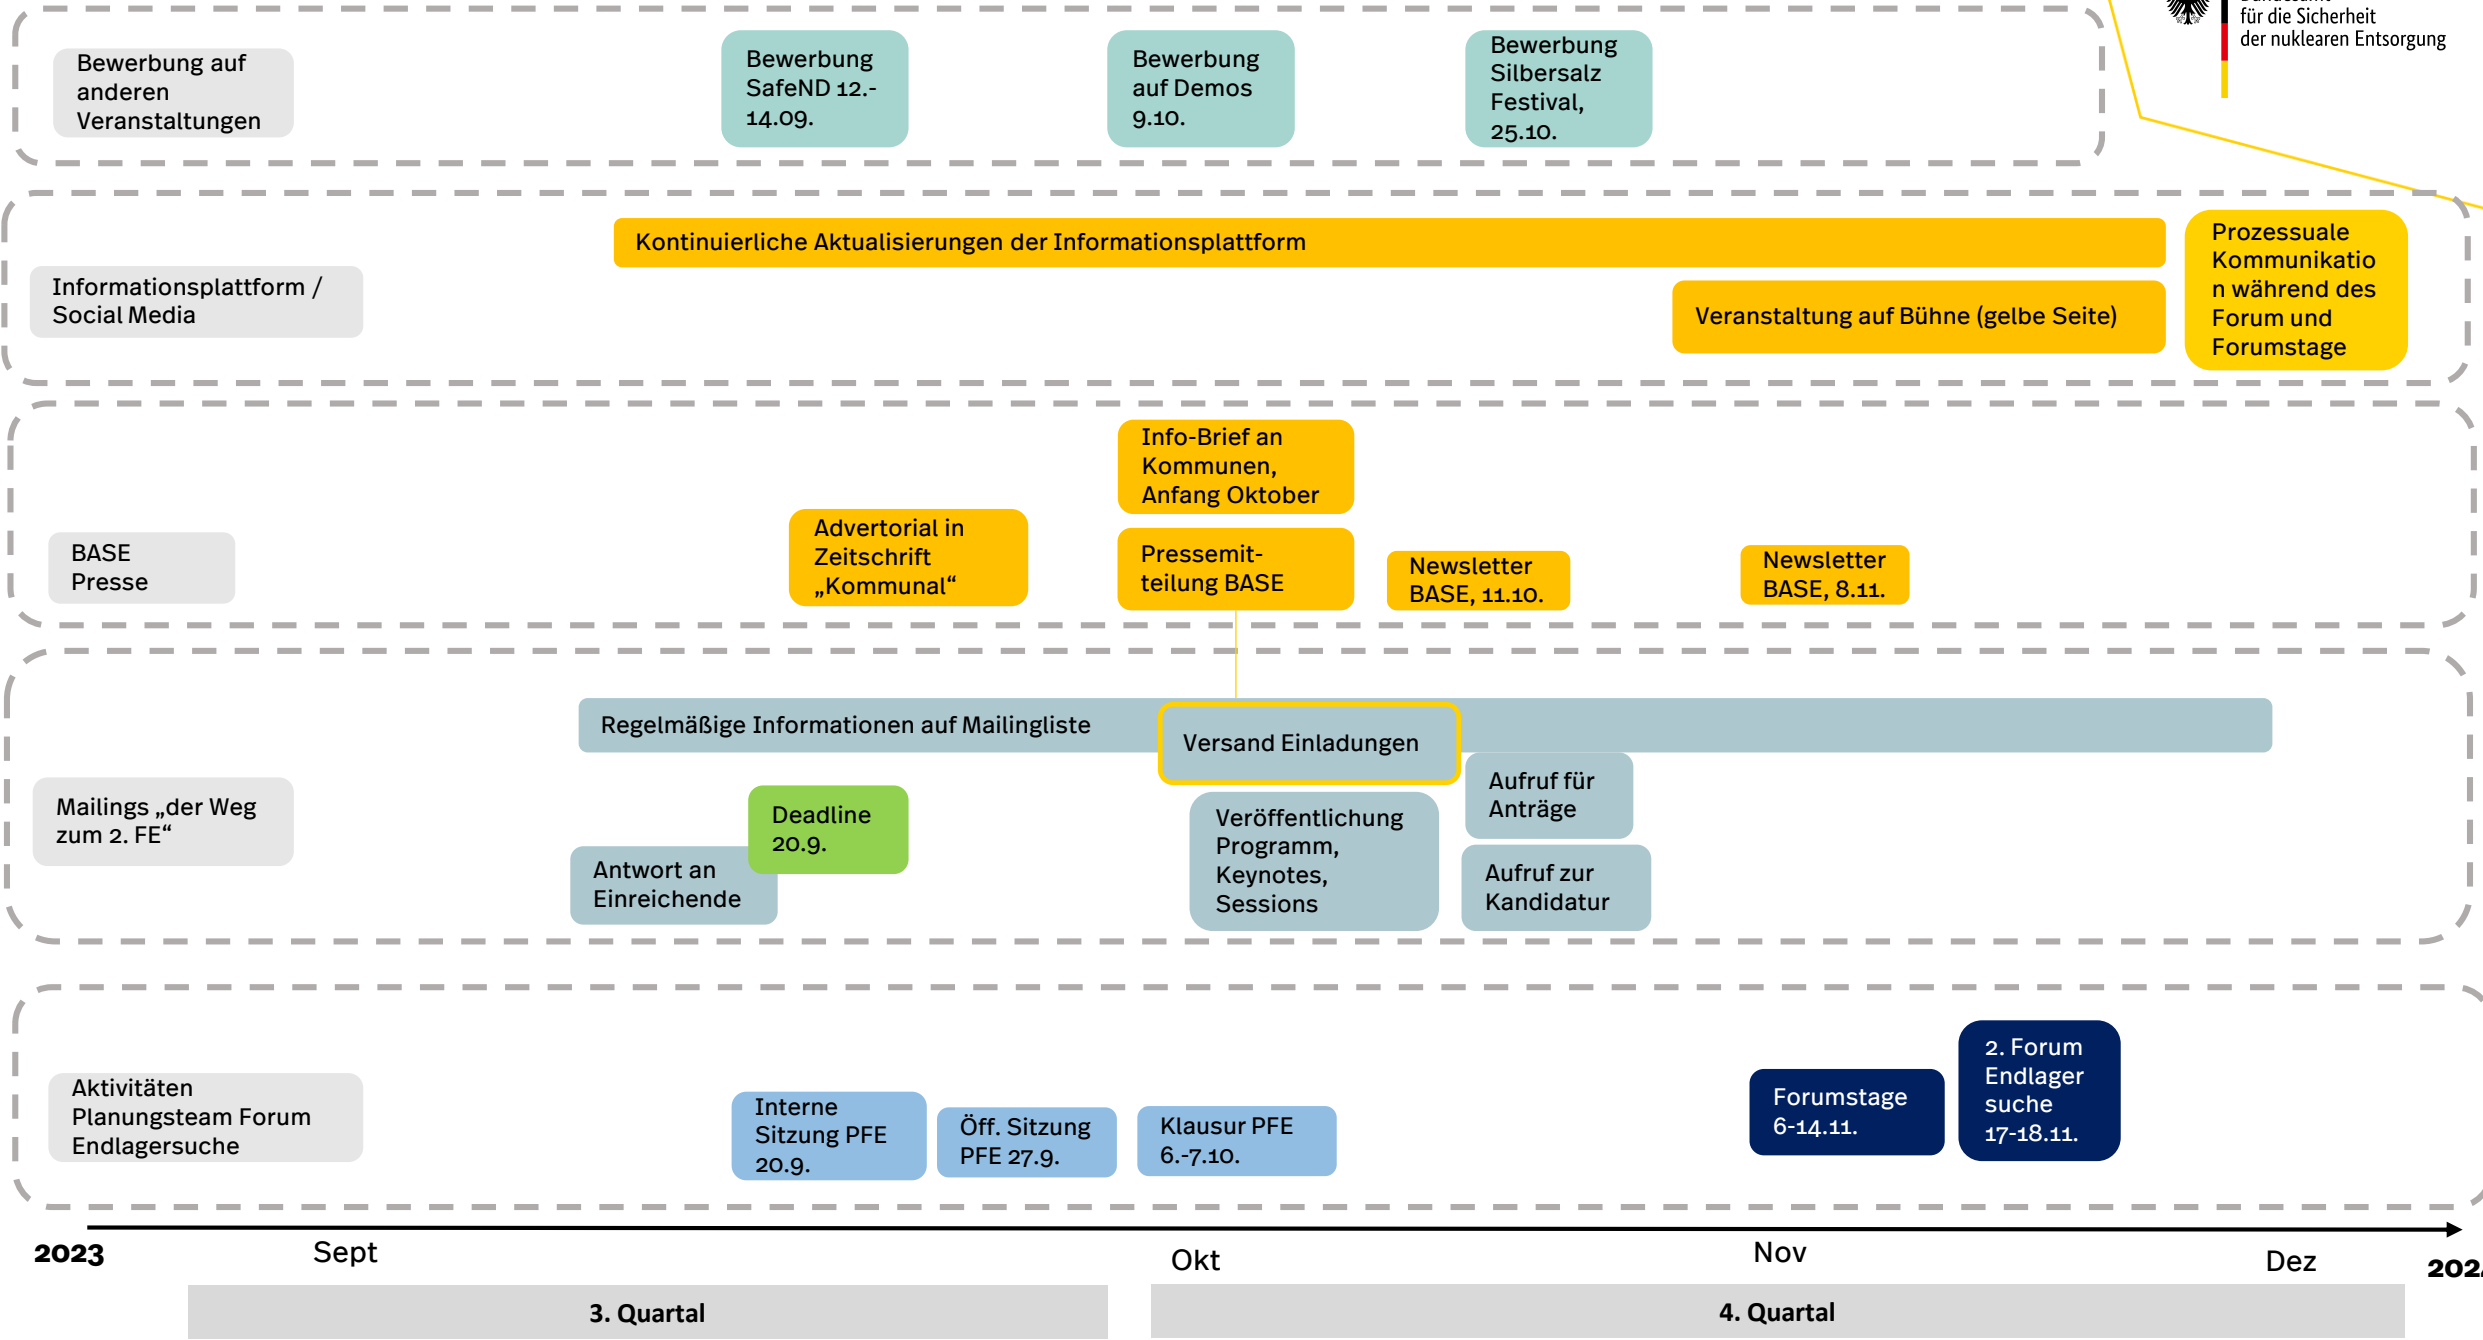 Bundesamt
für die Sicherheit
der nuklearen Entsorgung
Bewerbung auf
anderen
Veranstaltungen
Bewerbung
SafeND 12.-
14.09.
Bewerbung
auf Demos
9.10.
Bewerbung
Silbersalz
Festival,
25.10.
Informationsplattform /
Social Media
Kontinuierliche Aktualisierungen der Informationsplattform
Veranstaltung auf Bühne (gelbe Seite)
Prozessuale
Kommunikatio
n während des
Forum und
Forumstage
BASE
Presse
Advertorial in
Zeitschrift
„Kommunal“
Info-Brief an
Kommunen,
Anfang Oktober
Pressemit-
teilung BASE
Newsletter
BASE, 11.10.
Newsletter
BASE, 8.11.
Mailings „der Weg
zum 2. FE“
Regelmäßige Informationen auf Mailingliste
Versand Einladungen
Deadline
20.9.
Antwort an
Einreichende
Veröffentlichung
Programm,
Keynotes,
Sessions
Aufruf für
Anträge
Aufruf zur
Kandidatur
Aktivitäten
Planungsteam Forum
Endlagersuche
Interne
Sitzung PFE
20.9.
Öff. Sitzung
PFE 27.9.
Klausur PFE
6.-7.10.
Forumstage
6-14.11.
2. Forum
Endlager
suche
17-18.11.
2023
Sept
Okt
Nov
Dez
3. Quartal
4. Quartal